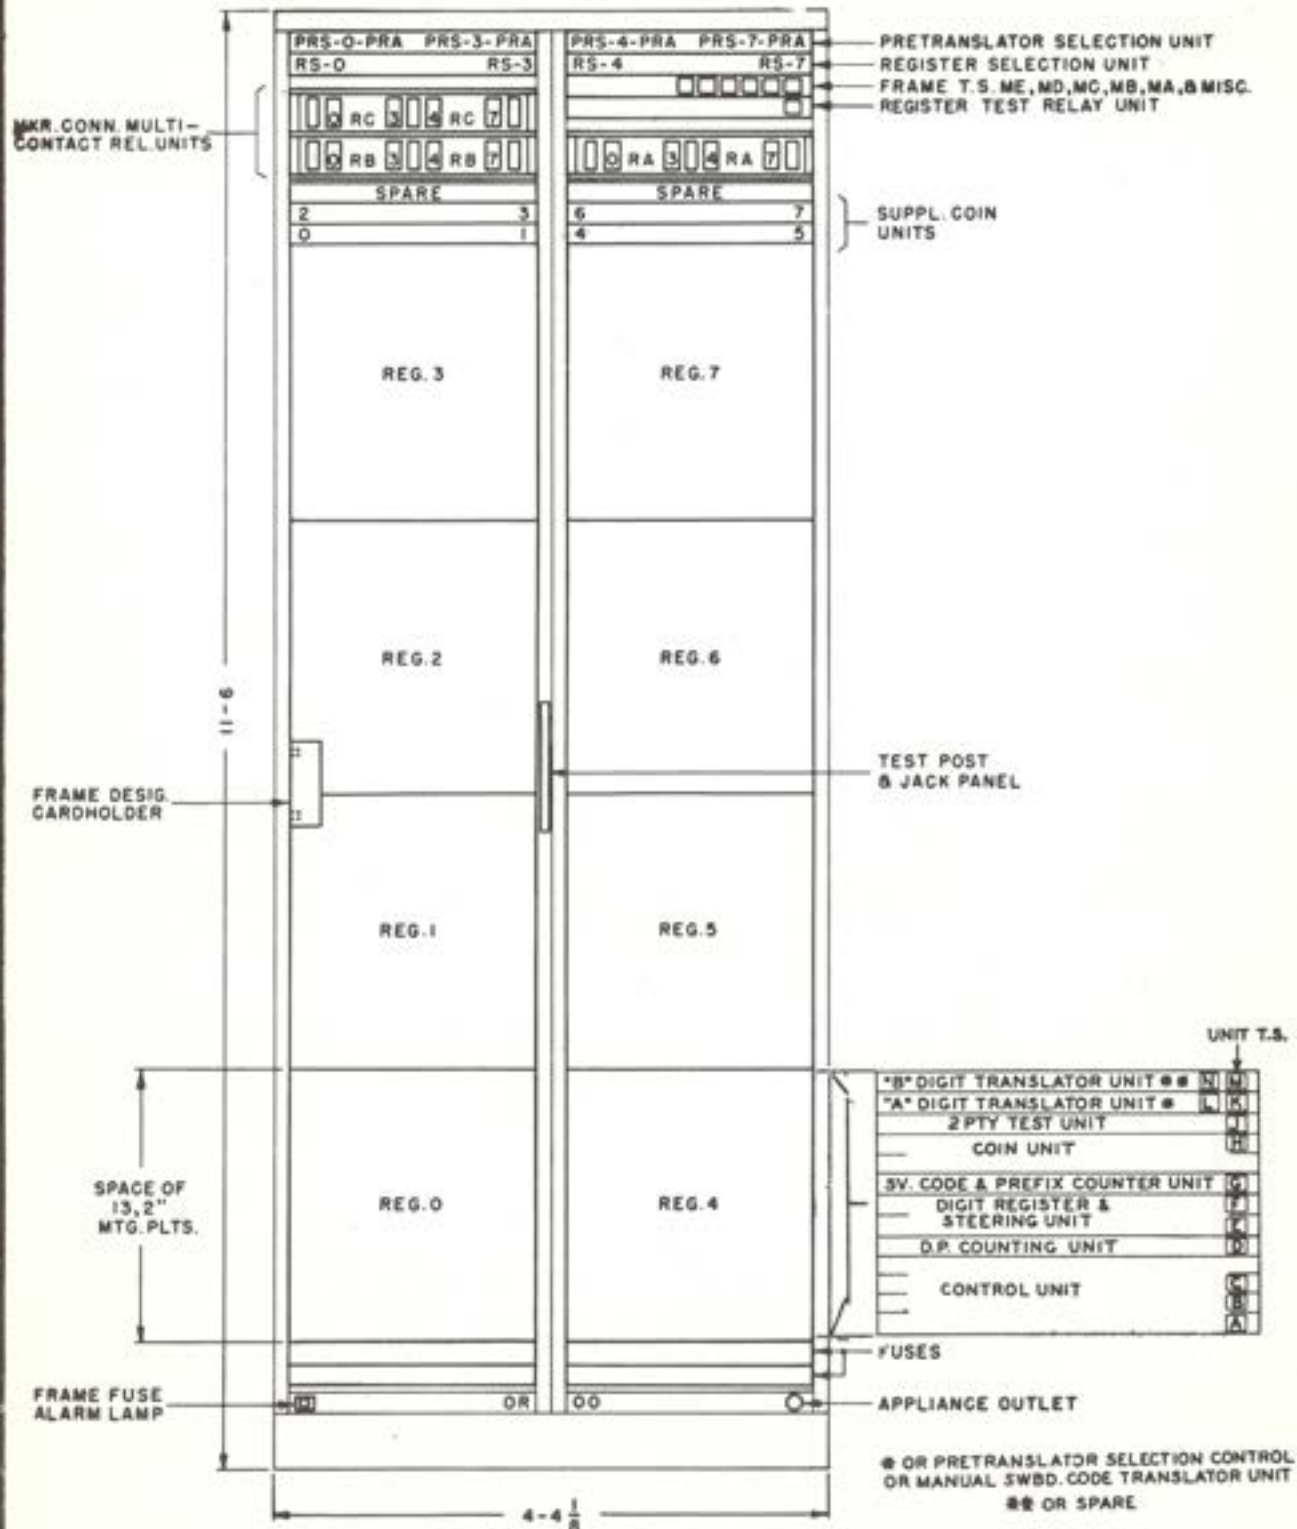 PRS-0-PRA PRS-3-PRA PRS-4-PRA PRS-7-PRA
PRETRANSLATOR SELECTION UNIT
RS-0 RS-3 RS-4 RS-7
REGISTER SELECTION UNIT
FRAME T.S. ME, MD, MC, MB, MA, & MISC.
REGISTER TEST RELAY UNIT
MKR. CONN. MULTI-
CONTACT REL. UNITS
0 RC 3 4 RC 7
0 RB 3 4 RB 7
0 RA 3 4 RA 7
SPARE SPARE
2 3 6 7
0 1 4 5
SUPPL. COIN
UNITS
REG. 3 REG. 7
REG. 2 REG. 6
11-6
TEST POST
& JACK PANEL
FRAME DESIG.
CARDHOLDER
REG. 1 REG. 5
UNIT T.S.
"B" DIGIT TRANSLATOR UNIT ** N M
"A" DIGIT TRANSLATOR UNIT * L K
2 PTY TEST UNIT J
COIN UNIT H
SV. CODE & PREFIX COUNTER UNIT G
DIGIT REGISTER & F
STEERING UNIT E
D.P. COUNTING UNIT D
CONTROL UNIT C
B
A
SPACE OF
13,2"
MTG. PLTS.
REG. 0 REG. 4
FUSES
FRAME FUSE
ALARM LAMP
OR 00
APPLIANCE OUTLET
* OR PRETRANSLATOR SELECTION CONTROL
OR MANUAL SWBD. CODE TRANSLATOR UNIT
** OR SPARE
4-4 1/8